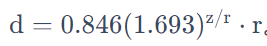 d = 0.846(1.693)^{z/r} · r。